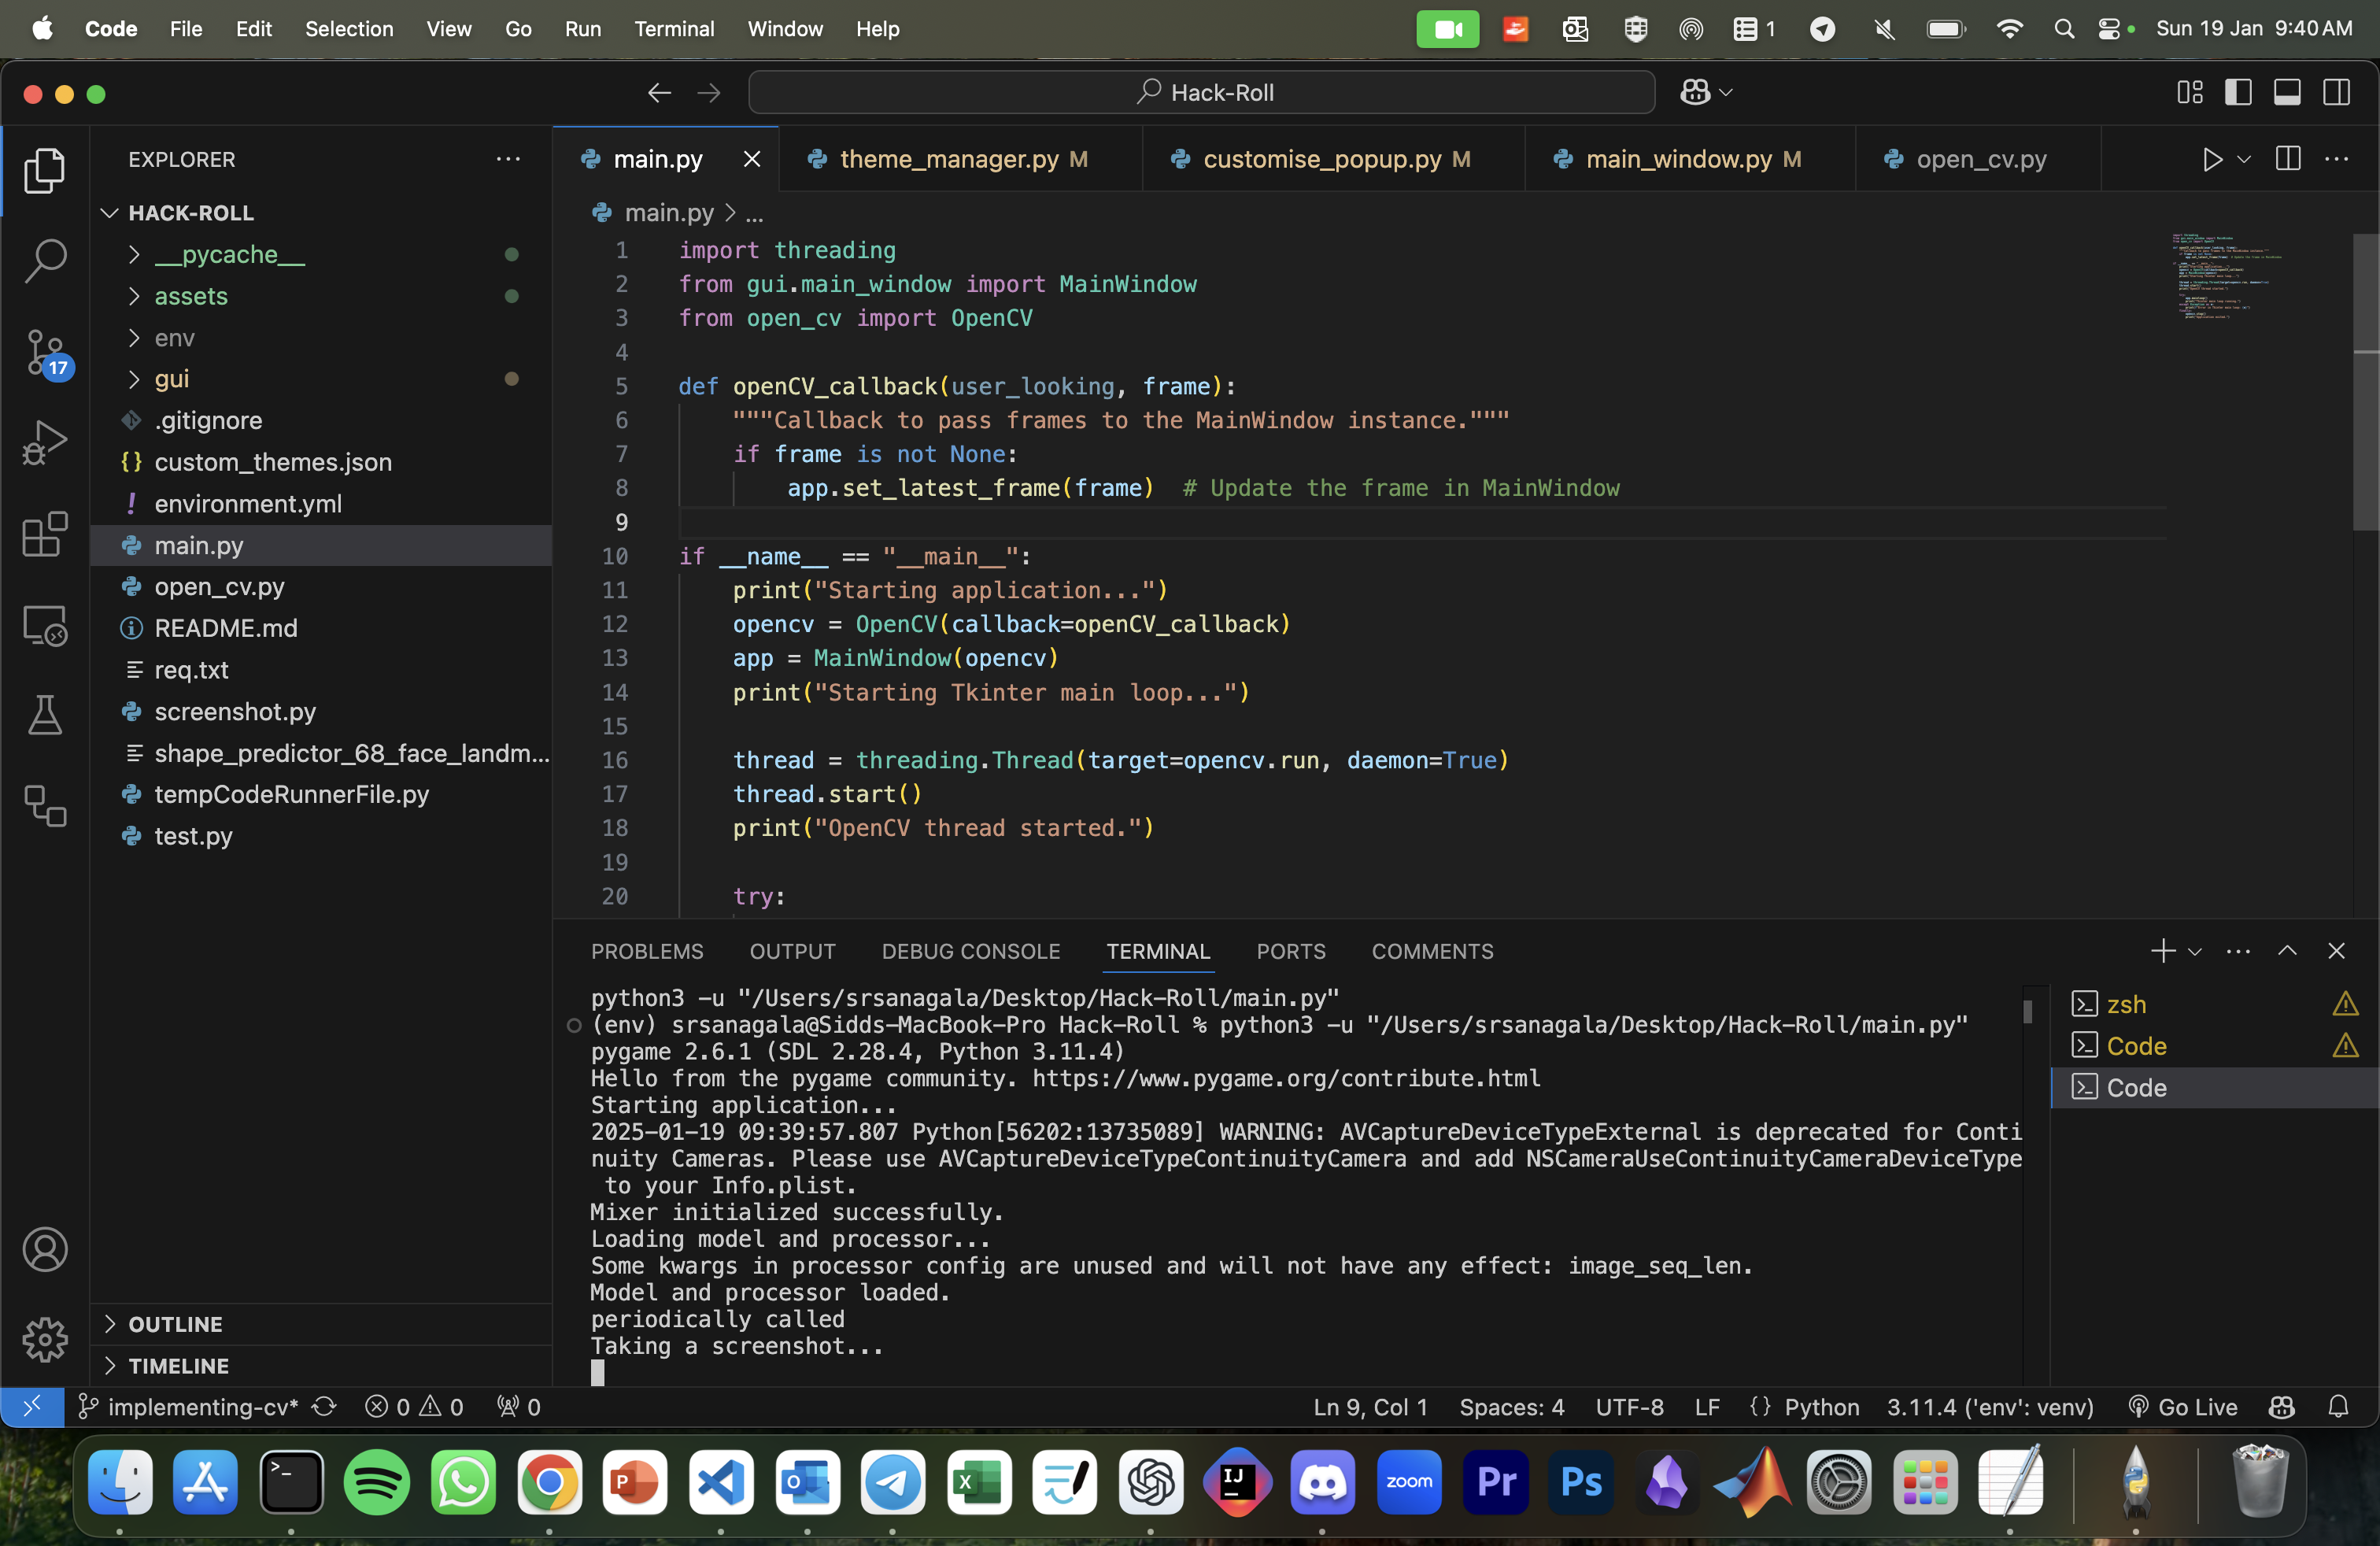 Code File Edit Selection View Go Run Terminal Window Help 1 Sun 19 Jan 9:40 AM
Hack-Roll
EXPLORER
HACK-ROLL
__pycache__
assets
env
gui
.gitignore
custom_themes.json
environment.yml
main.py
open_cv.py
README.md
req.txt
screenshot.py
shape_predictor_68_face_landm...
tempCodeRunnerFile.py
test.py
OUTLINE
TIMELINE
17
main.py theme_manager.py M customise_popup.py M main_window.py M open_cv.py
main.py > ...
1 import threading
2 from gui.main_window import MainWindow
3 from open_cv import OpenCV
4
5 def openCV_callback(user_looking, frame):
6 """Callback to pass frames to the MainWindow instance."""
7 if frame is not None:
8 app.set_latest_frame(frame) # Update the frame in MainWindow
9
10 if __name__ == "__main__":
11 print("Starting application...")
12 opencv = OpenCV(callback=openCV_callback)
13 app = MainWindow(opencv)
14 print("Starting Tkinter main loop...")
15
16 thread = threading.Thread(target=opencv.run, daemon=True)
17 thread.start()
18 print("OpenCV thread started.")
19
20 try:
PROBLEMS OUTPUT DEBUG CONSOLE TERMINAL PORTS COMMENTS
python3 -u "/Users/srsanagala/Desktop/Hack-Roll/main.py"
(env) srsanagala@Sidds-MacBook-Pro Hack-Roll % python3 -u "/Users/srsanagala/Desktop/Hack-Roll/main.py"
pygame 2.6.1 (SDL 2.28.4, Python 3.11.4)
Hello from the pygame community. https://www.pygame.org/contribute.html
Starting application...
2025-01-19 09:39:57.807 Python[56202:13735089] WARNING: AVCaptureDeviceTypeExternal is deprecated for Conti
nuity Cameras. Please use AVCaptureDeviceTypeContinuityCamera and add NSCameraUseContinuityCameraDeviceType
to your Info.plist.
Mixer initialized successfully.
Loading model and processor...
Some kwargs in processor config are unused and will not have any effect: image_seq_len.
Model and processor loaded.
periodically called
Taking a screenshot...
zsh
Code
Code
implementing-cv* 0 0 0 Ln 9, Col 1 Spaces: 4 UTF-8 LF {} Python 3.11.4 ('env': venv) Go Live
P O X IJ zoom Pr Ps